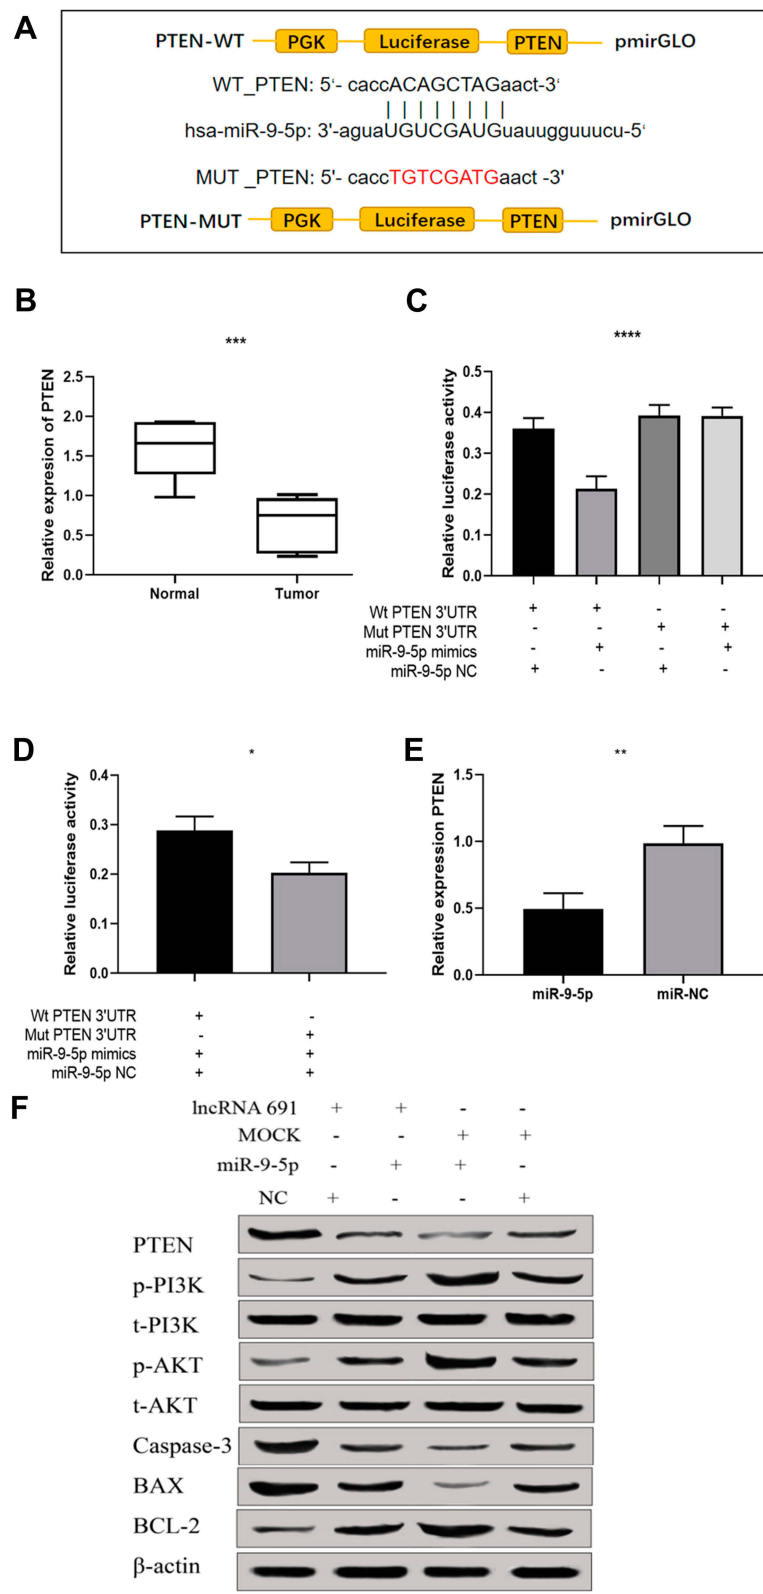 A
PTEN-WT PGK Luciferase PTEN pmirGLO
WT_PTEN: 5‘- caccACAGCTAGaact-3‘
| | | | | | | |
hsa-miR-9-5p: 3'-aguaUGUCGAUGuauugguuucu-5‘
MUT _PTEN: 5'- caccTGTCGATGaact -3'
PTEN-MUT PGK Luciferase PTEN pmirGLO
B
***
Relative expresion of PTEN
2.5
2.0
1.5
1.0
0.5
0.0
Normal Tumor
C
****
Relative luciferase activity
0.5
0.4
0.3
0.2
0.1
0.0
Wt PTEN 3'UTR + + - -
Mut PTEN 3'UTR - - + +
miR-9-5p mimics - + - +
miR-9-5p NC + - + -
D
*
Relative luciferase activity
0.4
0.3
0.2
0.1
0.0
Wt PTEN 3'UTR + -
Mut PTEN 3'UTR - +
miR-9-5p mimics + +
miR-9-5p NC + +
E
**
Relative expression PTEN
1.5
1.0
0.5
0.0
miR-9-5p miR-NC
F
lncRNA 691 + + - -
MOCK - - + +
miR-9-5p - + + -
NC + - - +
PTEN
p-PI3K
t-PI3K
p-AKT
t-AKT
Caspase-3
BAX
BCL-2
β-actin